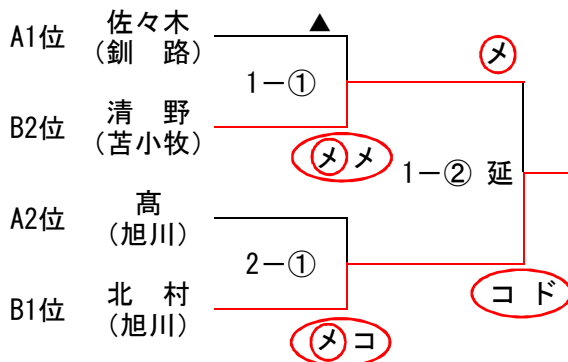 A1位 佐々木 ▲
(釧 路)
1−① ㋱
B2位 清 野
(苫小牧)
㋱ メ 1−② 延
A2位 髙
(旭川)
2−①
B1位 北 村 コ ド
(旭川)
㋱ コ